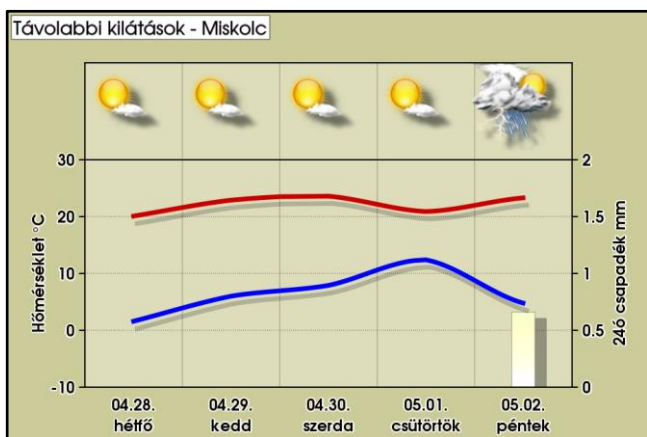 Távolabbi kilátások - Miskolc
Hőmérséklet °C
30
20
10
0
-10
24ó csapadék mm
2
1.5
1
0.5
0
04.28. 04.29. 04.30. 05.01. 05.02.
hétfő kedd szerda csütörtök péntek